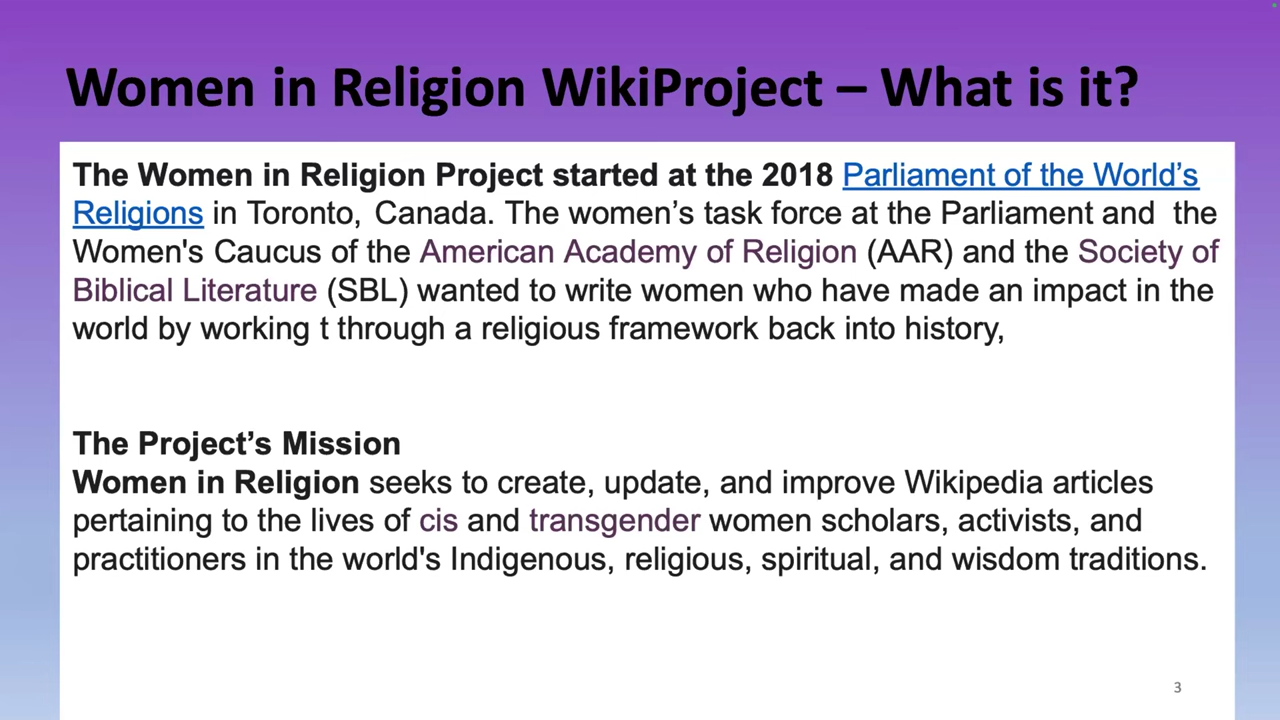 Women in Religion WikiProject – What is it?
The Women in Religion Project started at the 2018 Parliament of the World’s
Religions in Toronto, Canada. The women’s task force at the Parliament and  the
Women's Caucus of the American Academy of Religion (AAR) and the Society of
Biblical Literature (SBL) wanted to write women who have made an impact in the
world by working t through a religious framework back into history,
The Project’s Mission
Women in Religion seeks to create, update, and improve Wikipedia articles
pertaining to the lives of cis and transgender women scholars, activists, and
practitioners in the world's Indigenous, religious, spiritual, and wisdom traditions.
3